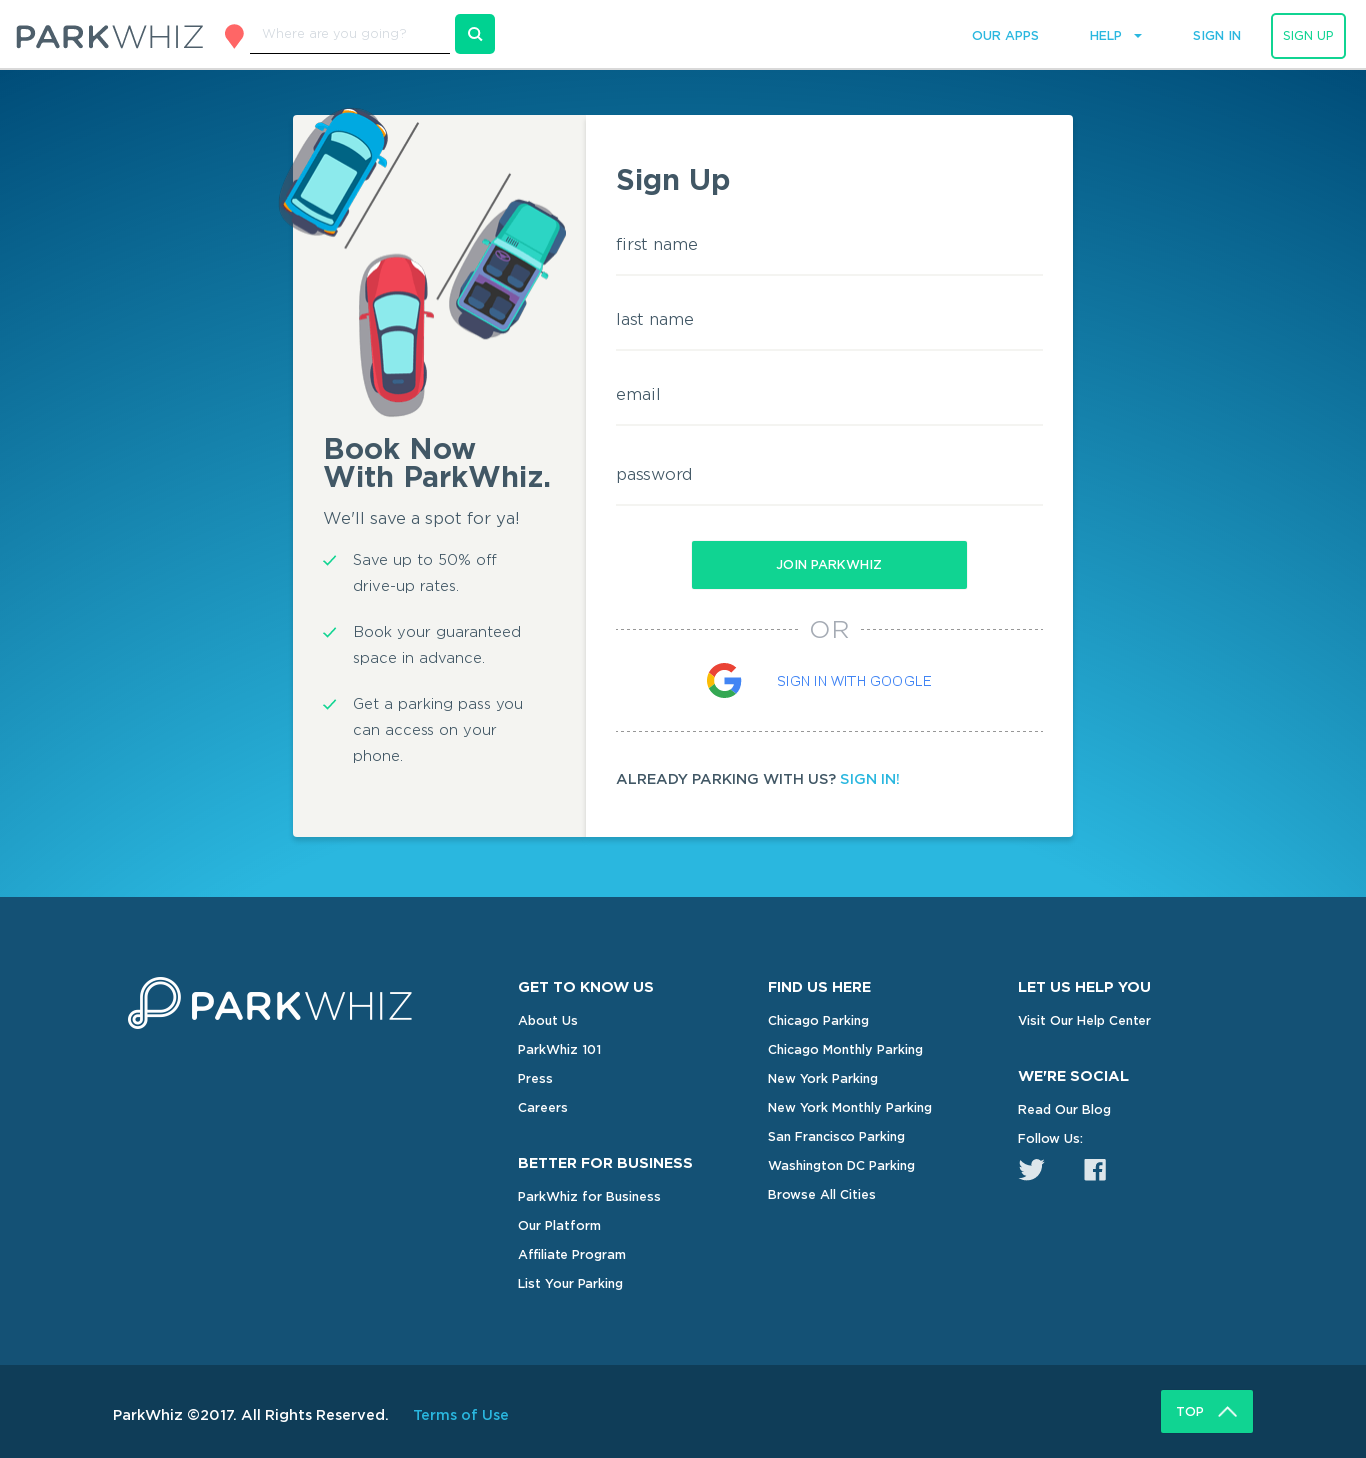 PARKWHIZ
Where are you going?
OUR APPS
HELP
SIGN IN
SIGN UP
Book Now
With ParkWhiz.
We'll save a spot for ya!
Save up to 50% off
drive-up rates.
Book your guaranteed
space in advance.
Get a parking pass you
can access on your
phone.
Sign Up
first name
last name
email
password
JOIN PARKWHIZ
OR
SIGN IN WITH GOOGLE
ALREADY PARKING WITH US? SIGN IN!
PARKWHIZ
GET TO KNOW US
About Us
ParkWhiz 101
Press
Careers
BETTER FOR BUSINESS
ParkWhiz for Business
Our Platform
Affiliate Program
List Your Parking
FIND US HERE
Chicago Parking
Chicago Monthly Parking
New York Parking
New York Monthly Parking
San Francisco Parking
Washington DC Parking
Browse All Cities
LET US HELP YOU
Visit Our Help Center
WE'RE SOCIAL
Read Our Blog
Follow Us:
ParkWhiz ©2017. All Rights Reserved.
Terms of Use
TOP